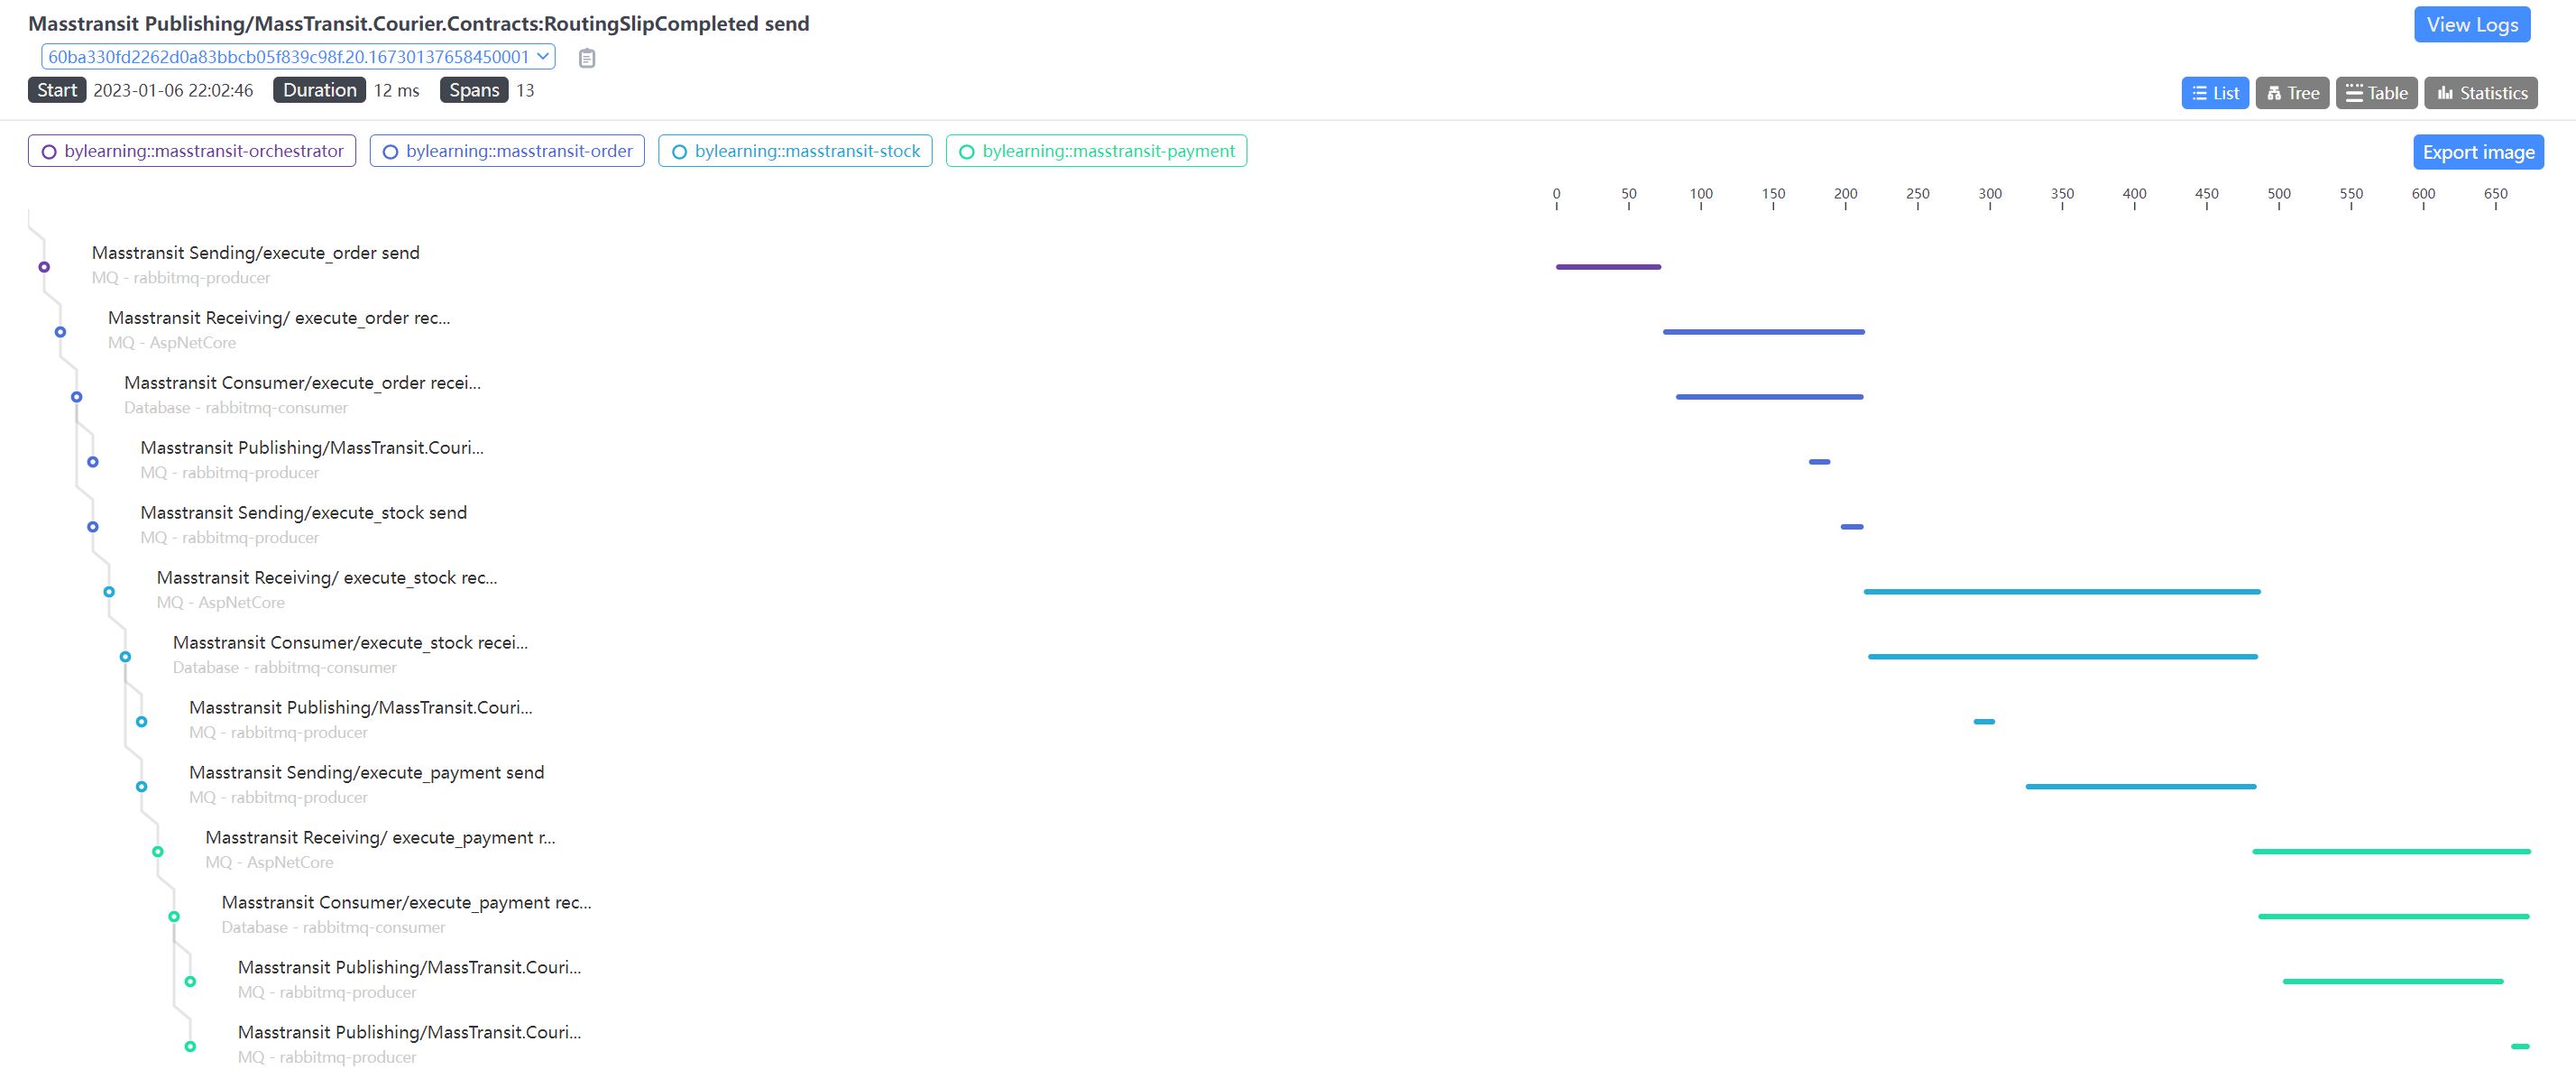 Masstransit Publishing/MassTransit.Courier.Contracts:RoutingSlipCompleted send
View Logs
60ba330fd2262d0a83bbcb05f839c98f.20.16730137658450001
Start 2023-01-06 22:02:46 Duration 12 ms Spans 13
List Tree Table Statistics
bylearning::masstransit-orchestrator bylearning::masstransit-order bylearning::masstransit-stock bylearning::masstransit-payment
Export image
0 50 100 150 200 250 300 350 400 450 500 550 600 650
Masstransit Sending/execute_order send
MQ - rabbitmq-producer
Masstransit Receiving/ execute_order rec...
MQ - AspNetCore
Masstransit Consumer/execute_order recei...
Database - rabbitmq-consumer
Masstransit Publishing/MassTransit.Couri...
MQ - rabbitmq-producer
Masstransit Sending/execute_stock send
MQ - rabbitmq-producer
Masstransit Receiving/ execute_stock rec...
MQ - AspNetCore
Masstransit Consumer/execute_stock recei...
Database - rabbitmq-consumer
Masstransit Publishing/MassTransit.Couri...
MQ - rabbitmq-producer
Masstransit Sending/execute_payment send
MQ - rabbitmq-producer
Masstransit Receiving/ execute_payment r...
MQ - AspNetCore
Masstransit Consumer/execute_payment rec...
Database - rabbitmq-consumer
Masstransit Publishing/MassTransit.Couri...
MQ - rabbitmq-producer
Masstransit Publishing/MassTransit.Couri...
MQ - rabbitmq-producer